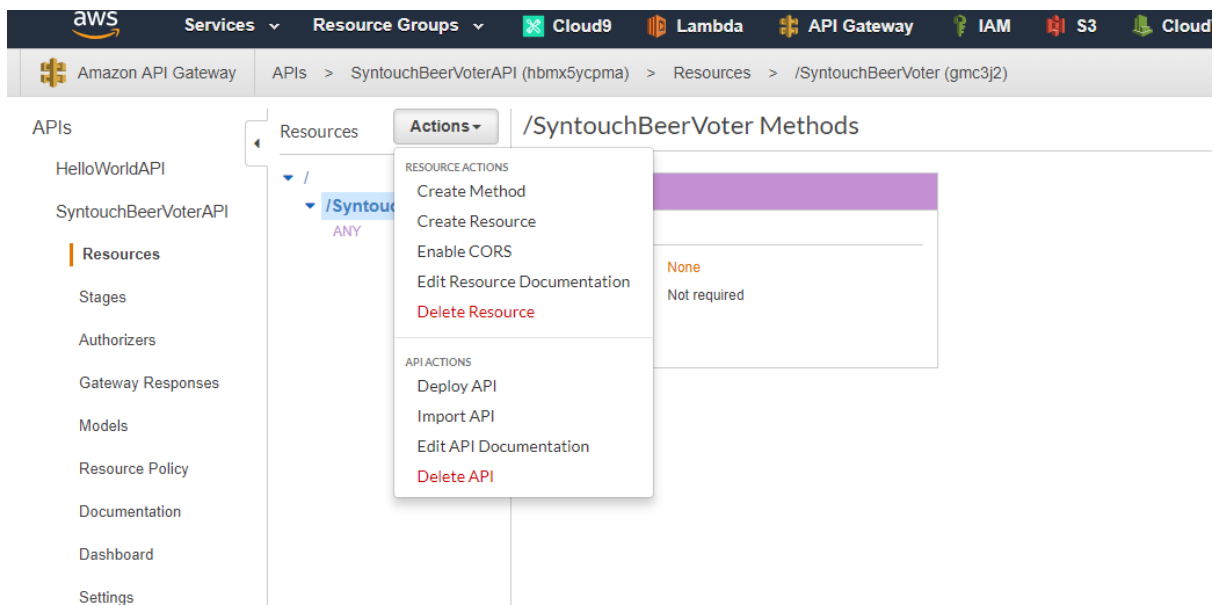 aws
Services Resource Groups Cloud9 Lambda API Gateway IAM S3 Cloud
Amazon API Gateway APIs > SyntouchBeerVoterAPI (hbmx5ycpma) > Resources > /SyntouchBeerVoter (gmc3j2)
APIs
HelloWorldAPI
SyntouchBeerVoterAPI
Resources
Stages
Authorizers
Gateway Responses
Models
Resource Policy
Documentation
Dashboard
Settings
Resources Actions
/
/Syntouc
ANY
RESOURCE ACTIONS
Create Method
Create Resource
Enable CORS
Edit Resource Documentation
Delete Resource
API ACTIONS
Deploy API
Import API
Edit API Documentation
Delete API
/SyntouchBeerVoter Methods
None
Not required